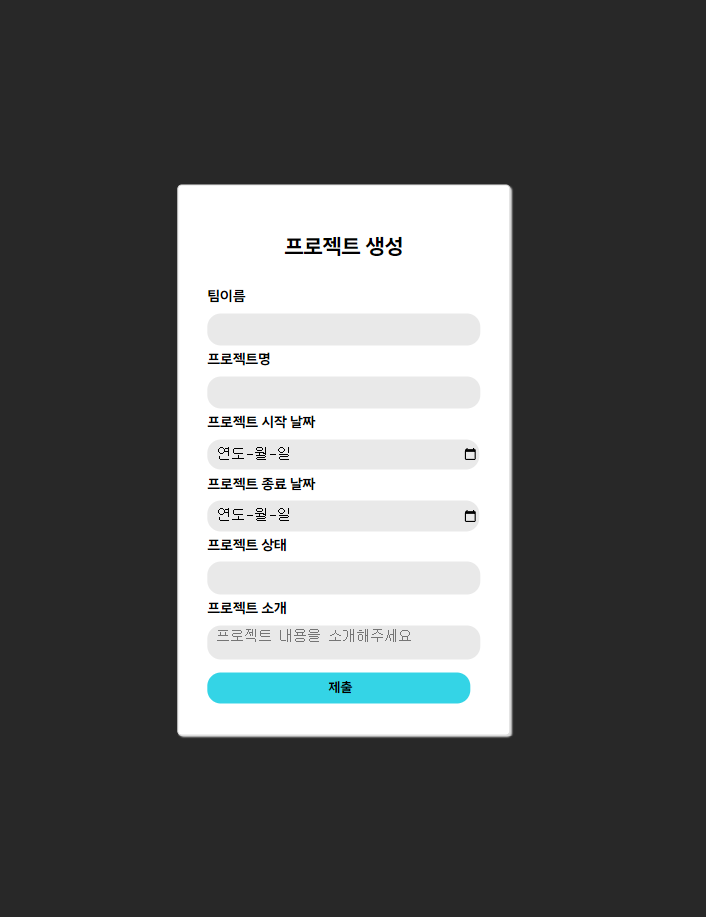 프로젝트 생성
팀이름
프로젝트명
프로젝트 시작 날짜
연도-월-일
프로젝트 종료 날짜
연도-월-일
프로젝트 상태
프로젝트 소개
프로젝트 내용을 소개해주세요
제출